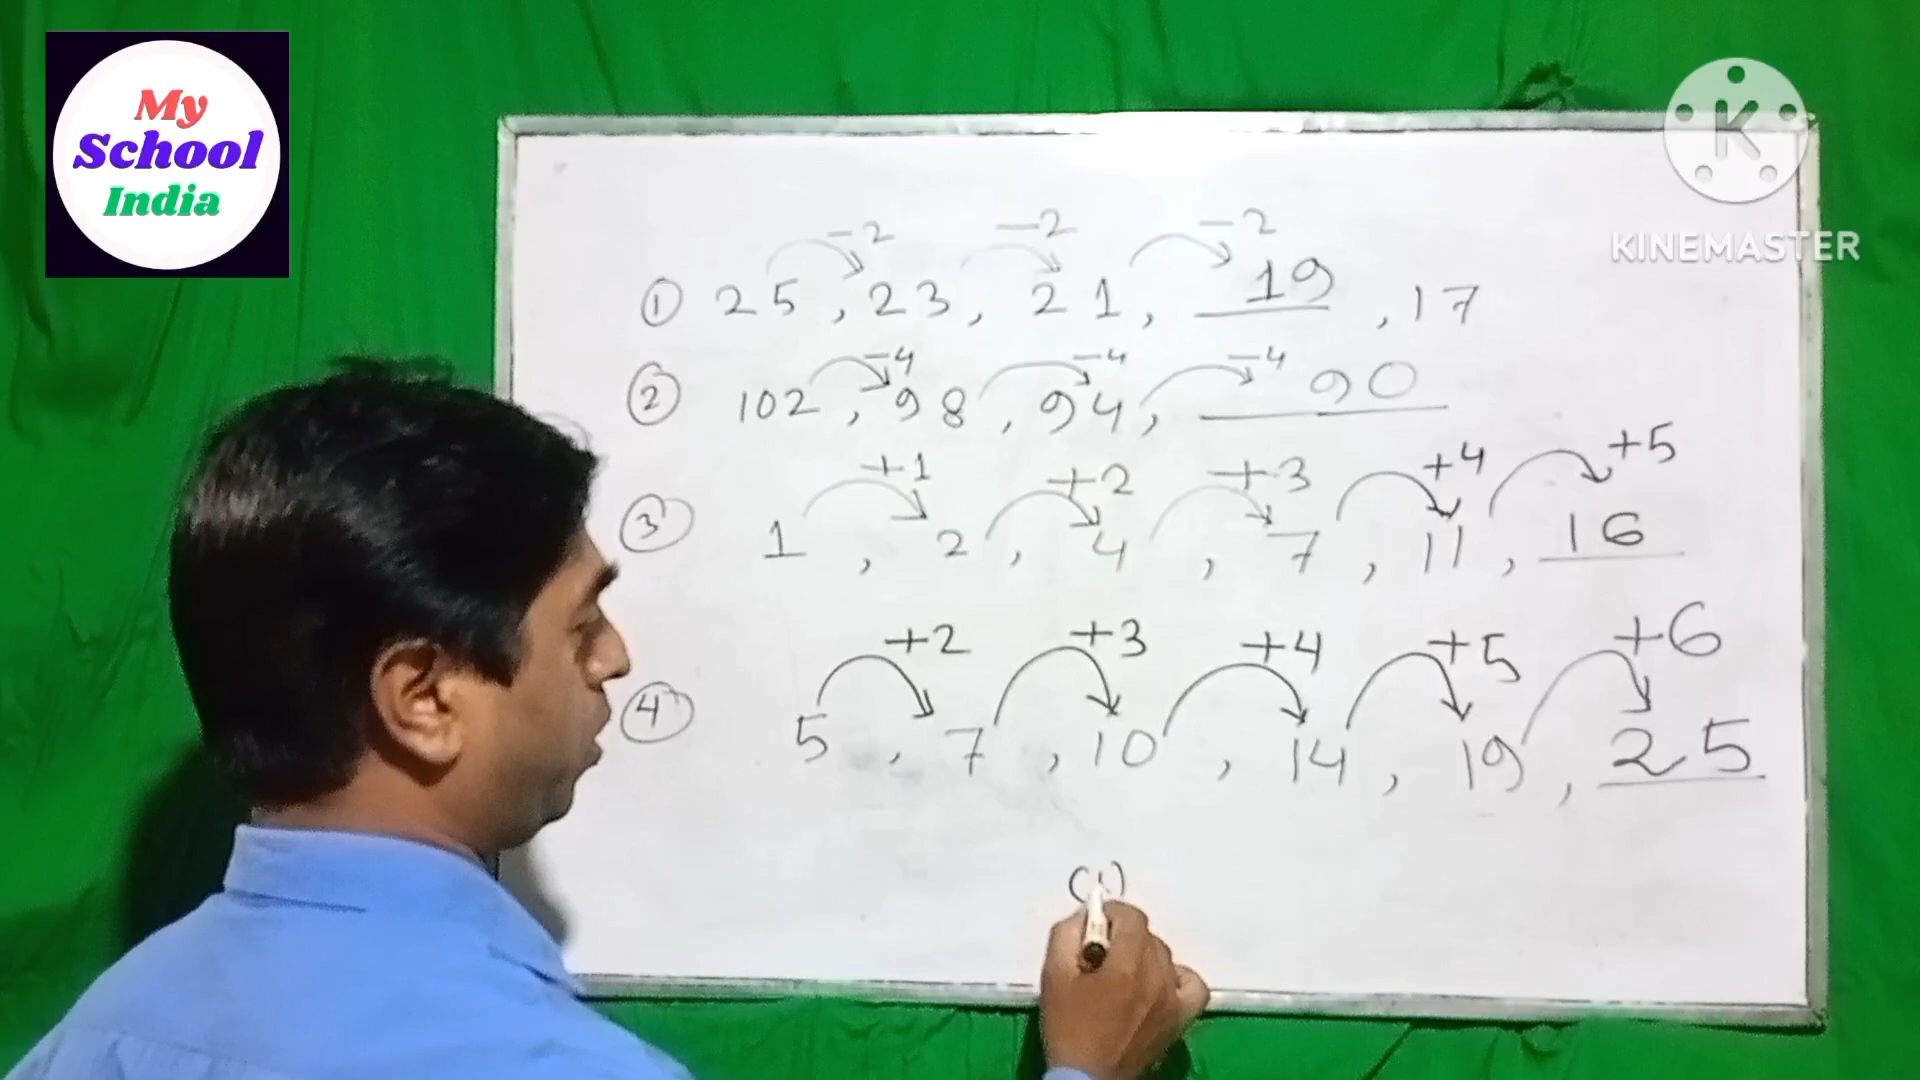 My
School
India
KINEMASTER
-2 -2 -2
① 25, 23, 21, 19, 17
-4 -4 -4
② 102, 98, 94, 90
+1 +2 +3 +4 +5
③ 1, 2, 4, 7, 11, 16
+2 +3 +4 +5 +6
④ 5, 7, 10, 14, 19, 25